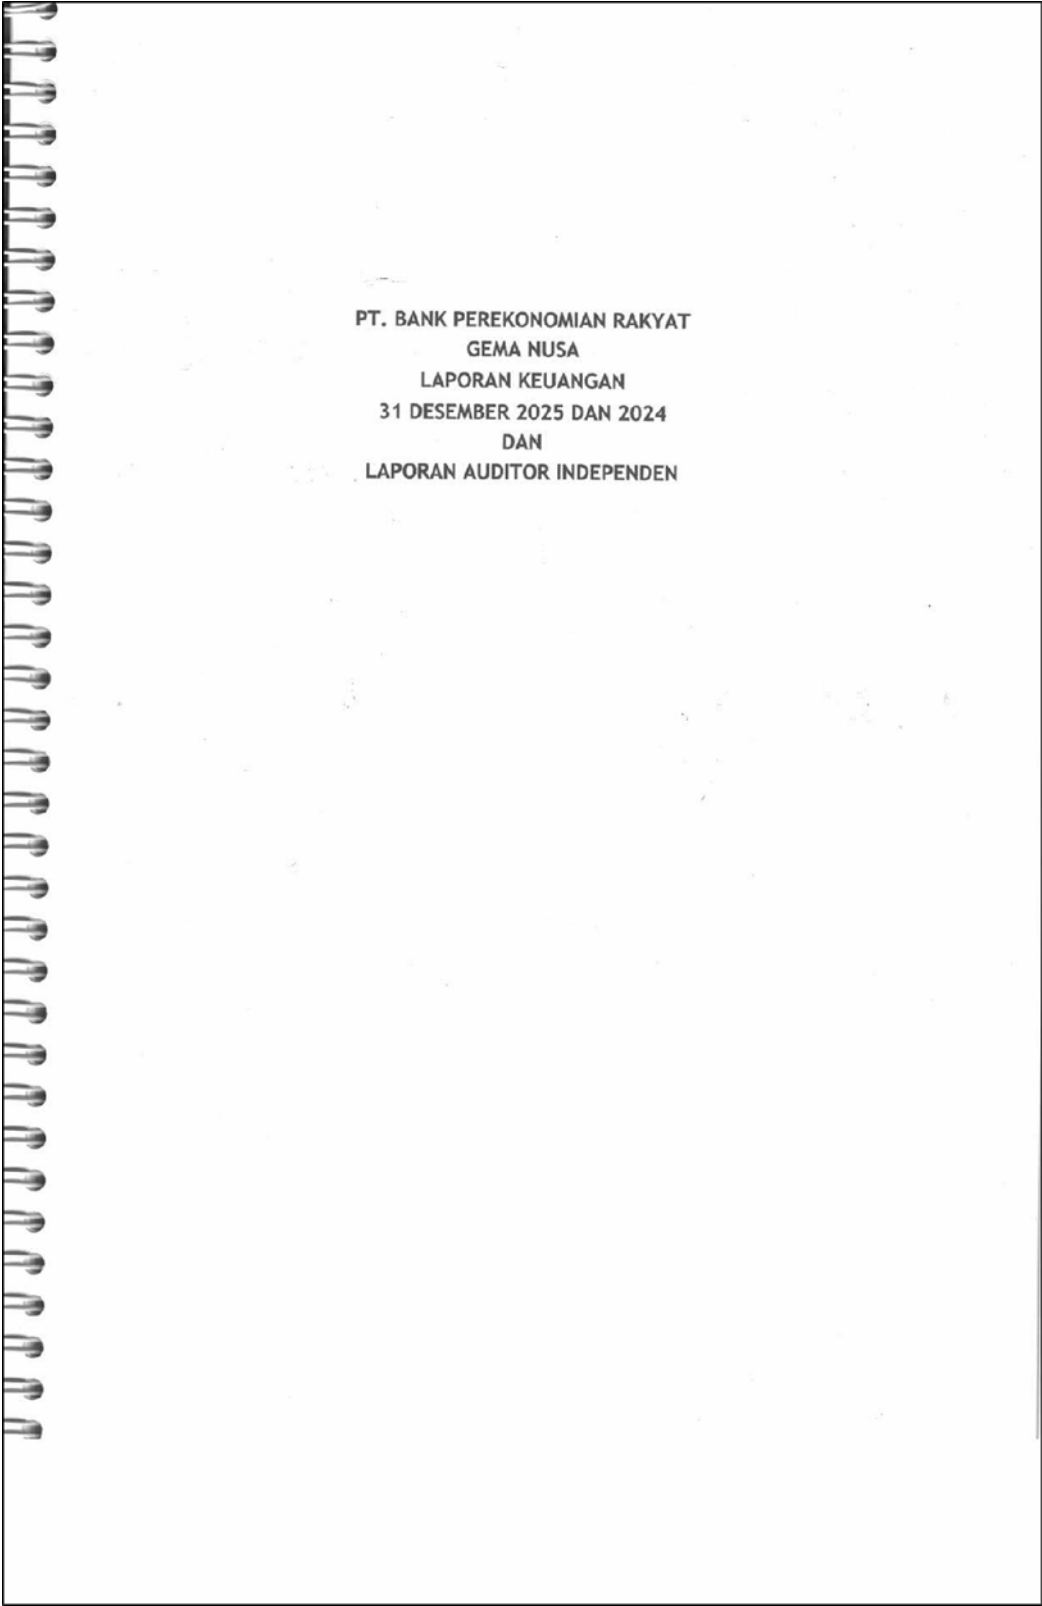 PT. BANK PEREKONOMIAN RAKYAT
GEMA NUSA
LAPORAN KEUANGAN
31 DESEMBER 2025 DAN 2024
DAN
LAPORAN AUDITOR INDEPENDEN